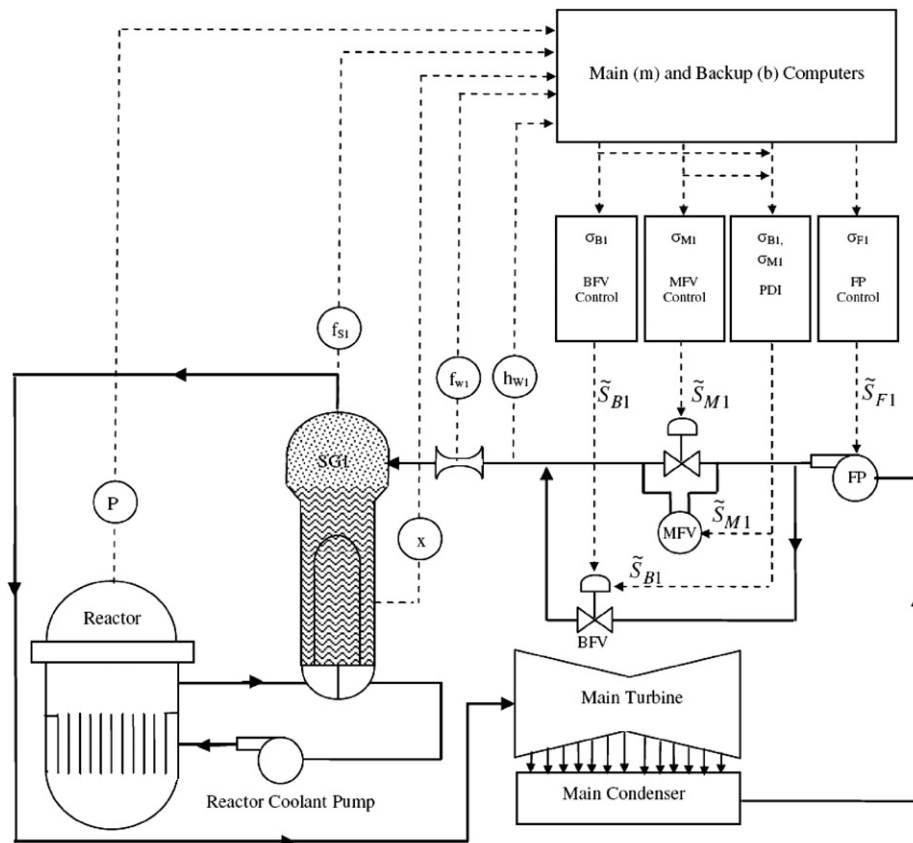 Main (m) and Backup (b) Computers
σB1
BFV
Control
σM1
MFV
Control
σB1,
σM1
PDI
σF1
FP
Control
fS1
fW1
hW1
S̃B1
S̃M1
S̃F1
SG1
FP
P
x
MFV
S̃M1
S̃B1
Reactor
BFV
Main Turbine
Reactor Coolant Pump
Main Condenser